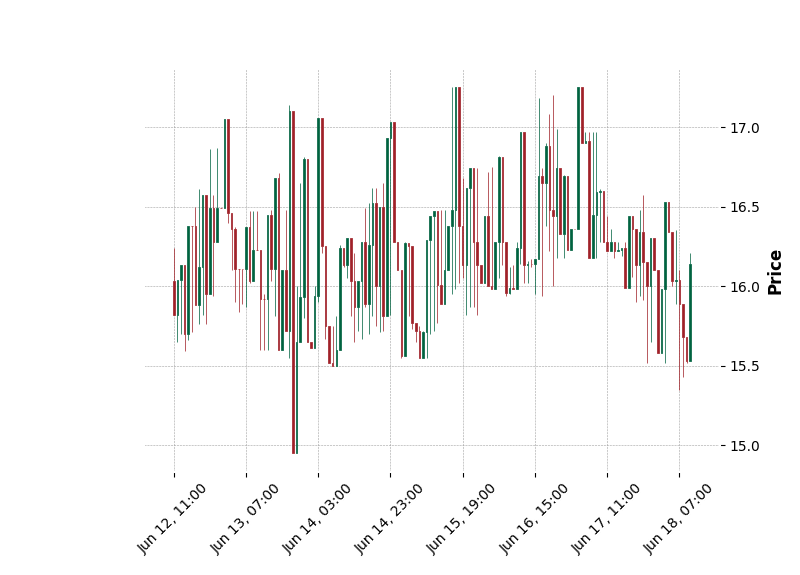 17.0
16.5
16.0
15.5
15.0
Price
Jun 12, 11:00
Jun 13, 07:00
Jun 14, 03:00
Jun 14, 23:00
Jun 15, 19:00
Jun 16, 15:00
Jun 17, 11:00
Jun 18, 07:00